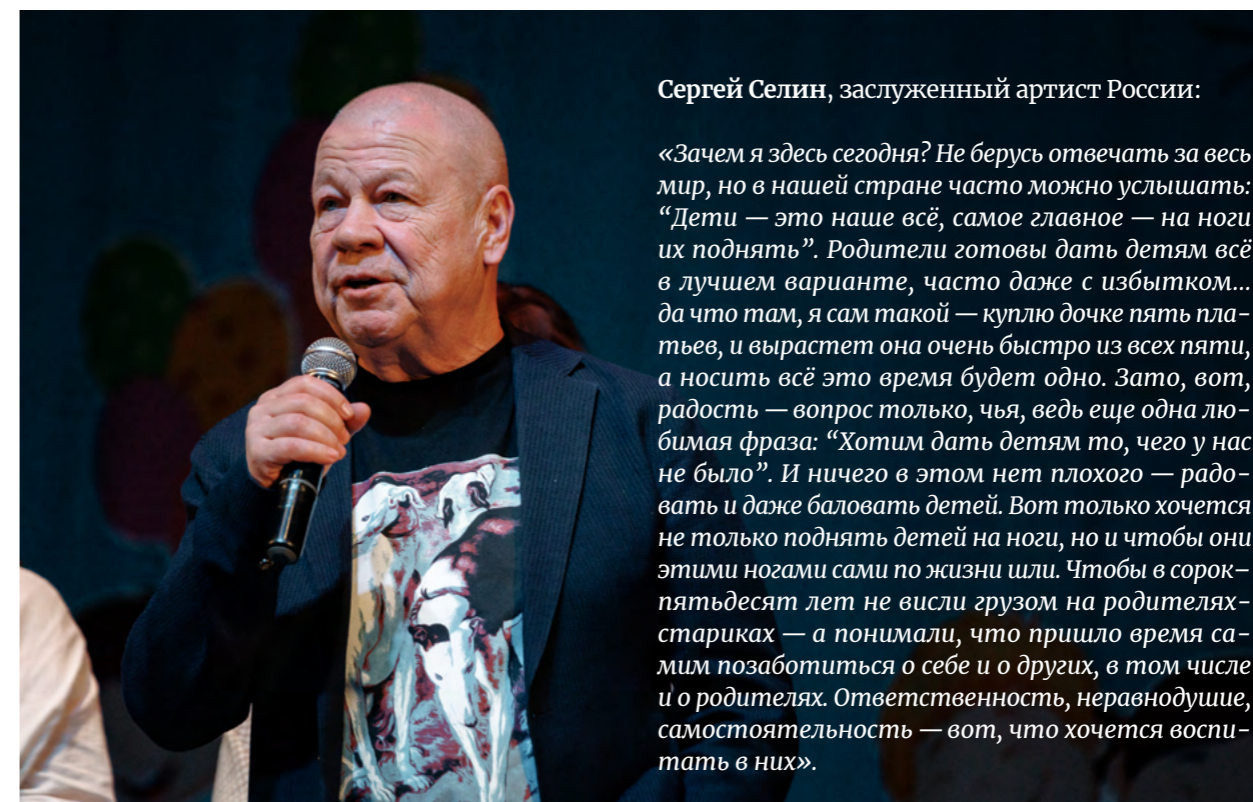 Сергей Селин, заслуженный артист России:
«Зачем я здесь сегодня? Не берусь отвечать за весь
мир, но в нашей стране часто можно услышать:
“Дети — это наше всё, самое главное — на ноги
их поднять”. Родители готовы дать детям всё
в лучшем варианте, часто даже с избытком...
да что там, я сам такой — куплю дочке пять пла-
тьев, и вырастет она очень быстро из всех пяти,
а носить всё это время будет одно. Зато, вот,
радость — вопрос только, чья, ведь еще одна лю-
бимая фраза: “Хотим дать детям то, чего у нас
не было”. И ничего в этом нет плохого — радо-
вать и даже баловать детей. Вот только хочется
не только поднять детей на ноги, но и чтобы они
этими ногами сами по жизни шли. Чтобы в сорок–
пятьдесят лет не висли грузом на родителях-
стариках — а понимали, что пришло время са-
мим позаботиться о себе и о других, в том числе
и о родителях. Ответственность, неравнодушие,
самостоятельность — вот, что хочется воспи-
тать в них».